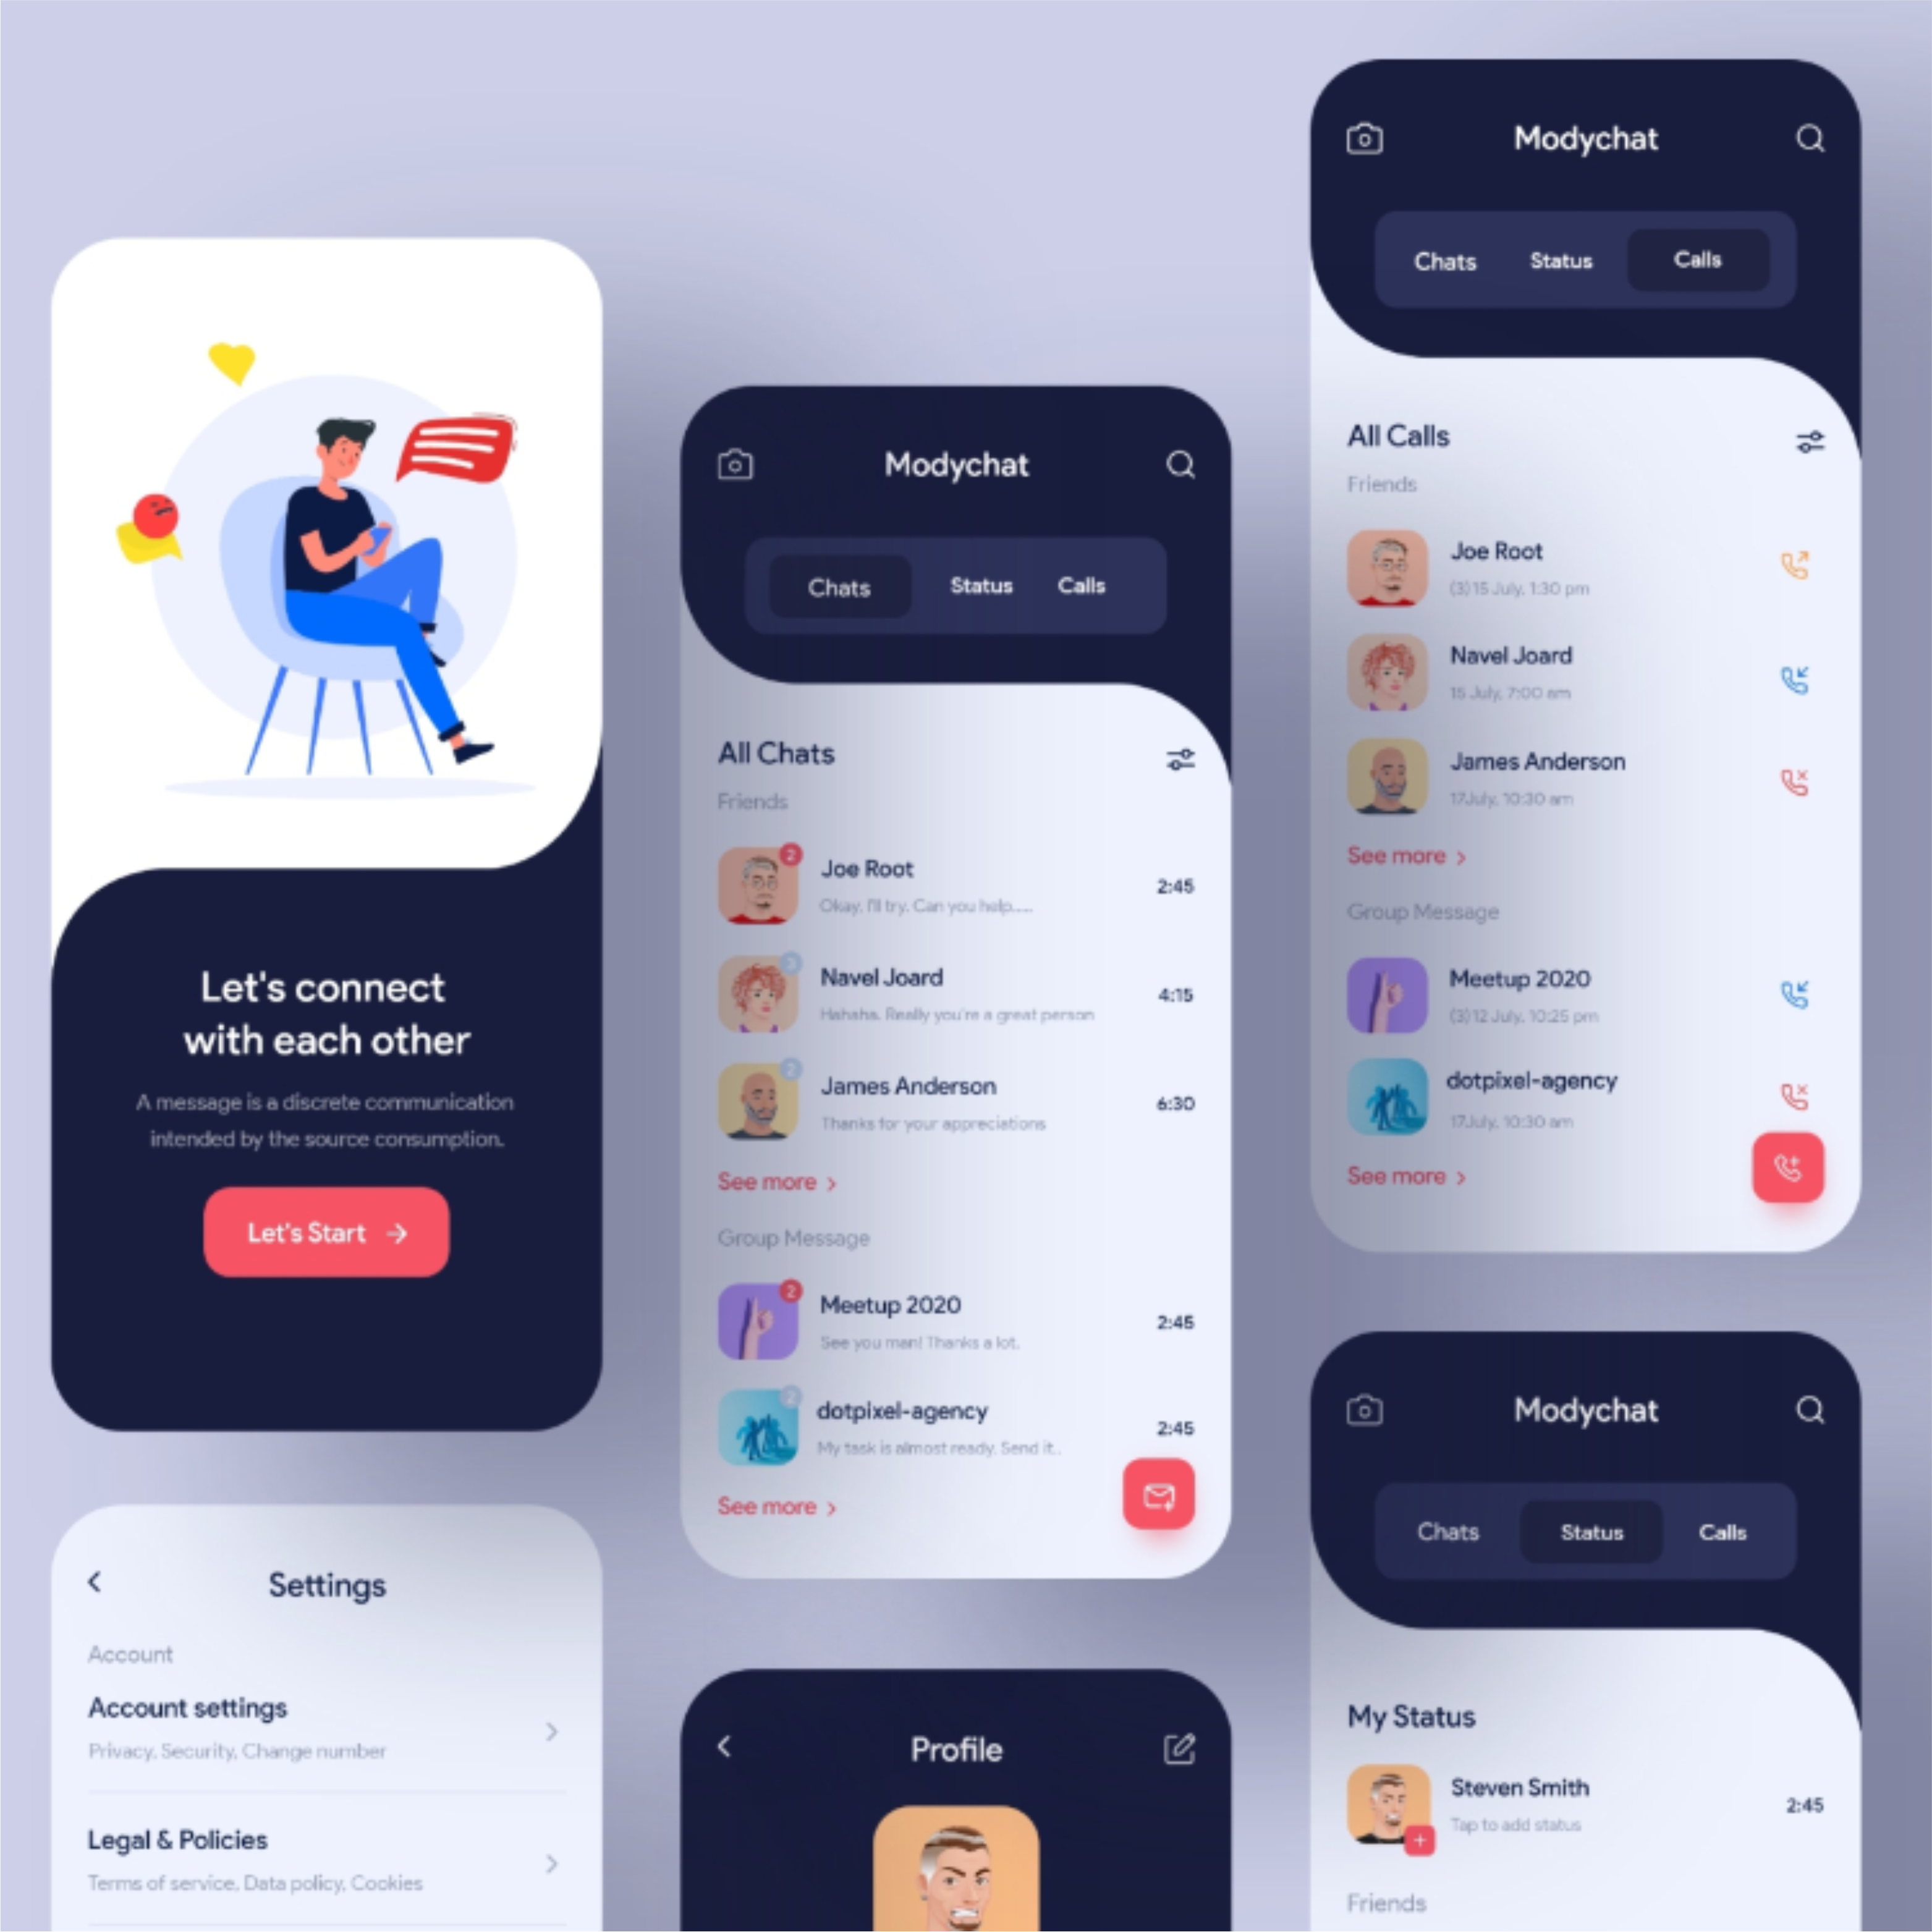 Let's connect
with each other
A message is a discrete communication
intended by the source consumption.
Let's Start
Settings
Account
Account settings
Privacy, Security, Change number
Legal & Policies
Terms of service, Data policy, Cookies
Modychat
Chats Status Calls
All Chats
Friends
2
Joe Root
Okay, I'll try. Can you help.....
2:45
3
Navel Joard
Hahaha. Really you're a great person
4:15
2
James Anderson
Thanks for your appreciations
6:30
See more
Group Message
2
Meetup 2020
See you man! Thanks a lot.
2:45
2
dotpixel-agency
My task is almost ready. Send it..
2:45
See more
Profile
Modychat
Chats Status Calls
All Calls
Friends
Joe Root
(3) 15 July, 1:30 pm
Navel Joard
15 July, 7:00 am
James Anderson
17July, 10:30 am
See more
Group Message
Meetup 2020
(3) 12 July, 10:25 pm
dotpixel-agency
17July, 10:30 am
See more
Modychat
Chats Status Calls
My Status
Steven Smith
Tap to add status
2:45
Friends